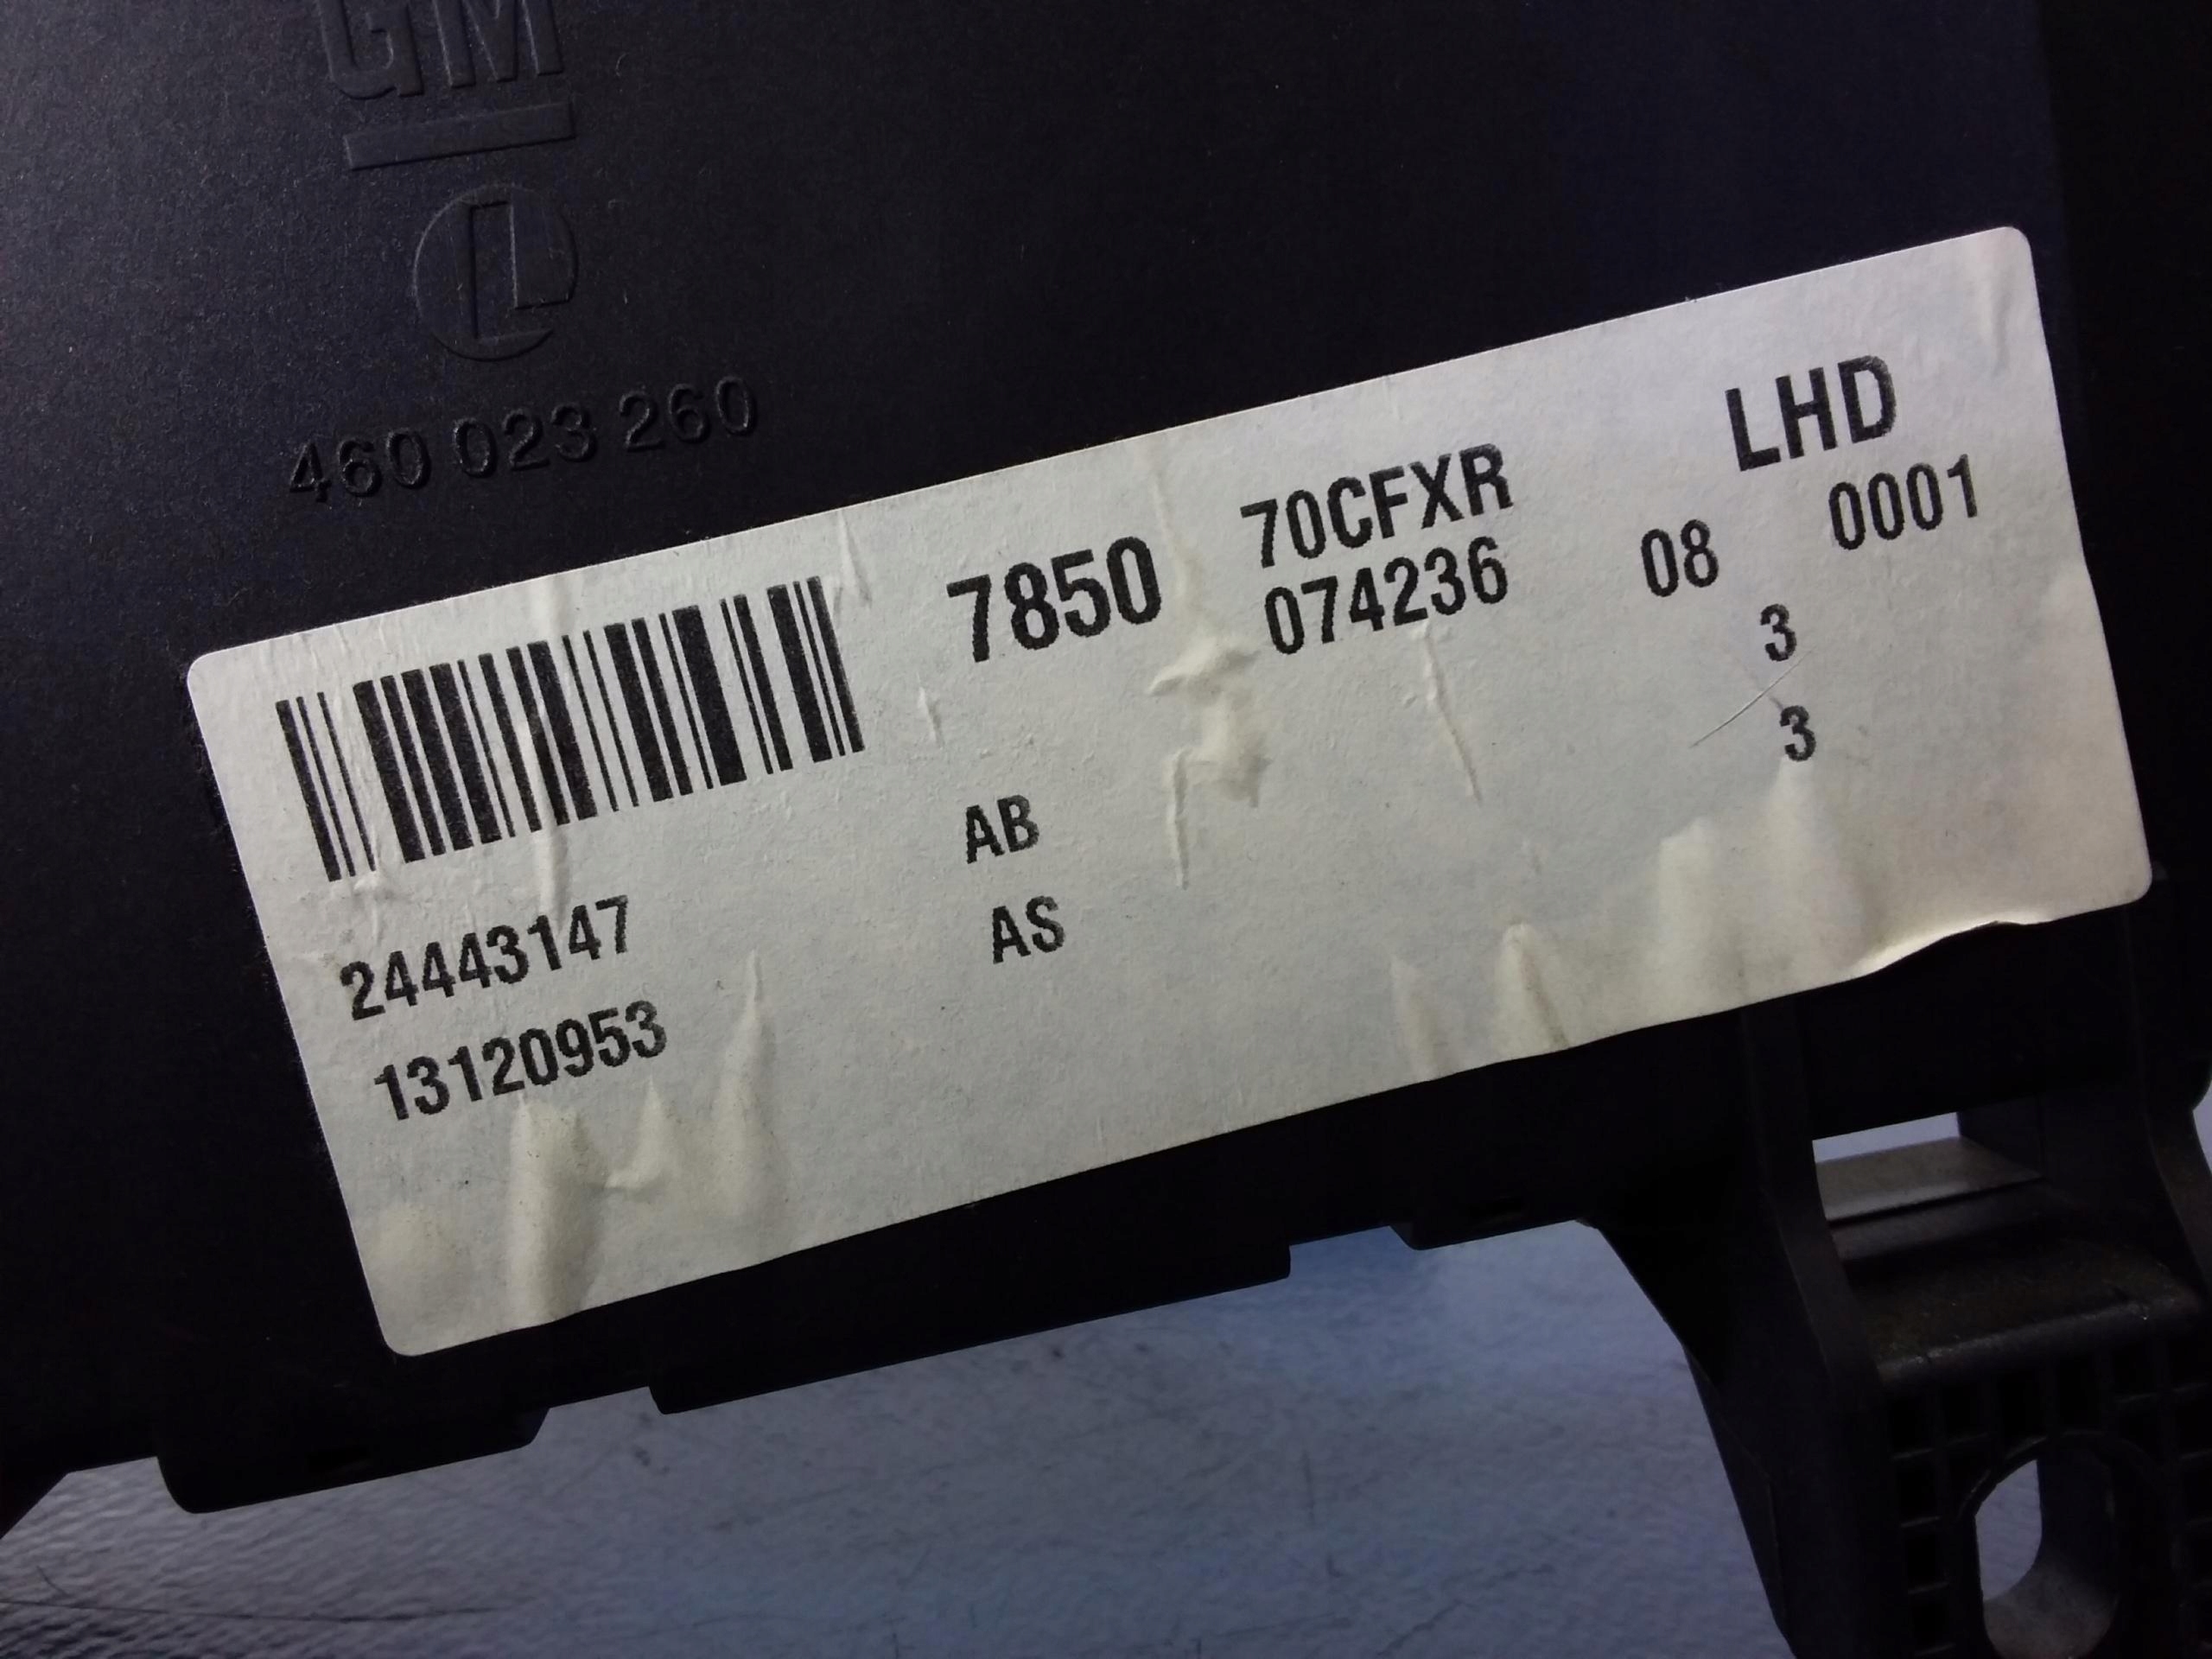 GM
L
460 023 260
LHD
7850 70CFXR
074236 08 0001
3
24443147 AB 3
13120953 AS